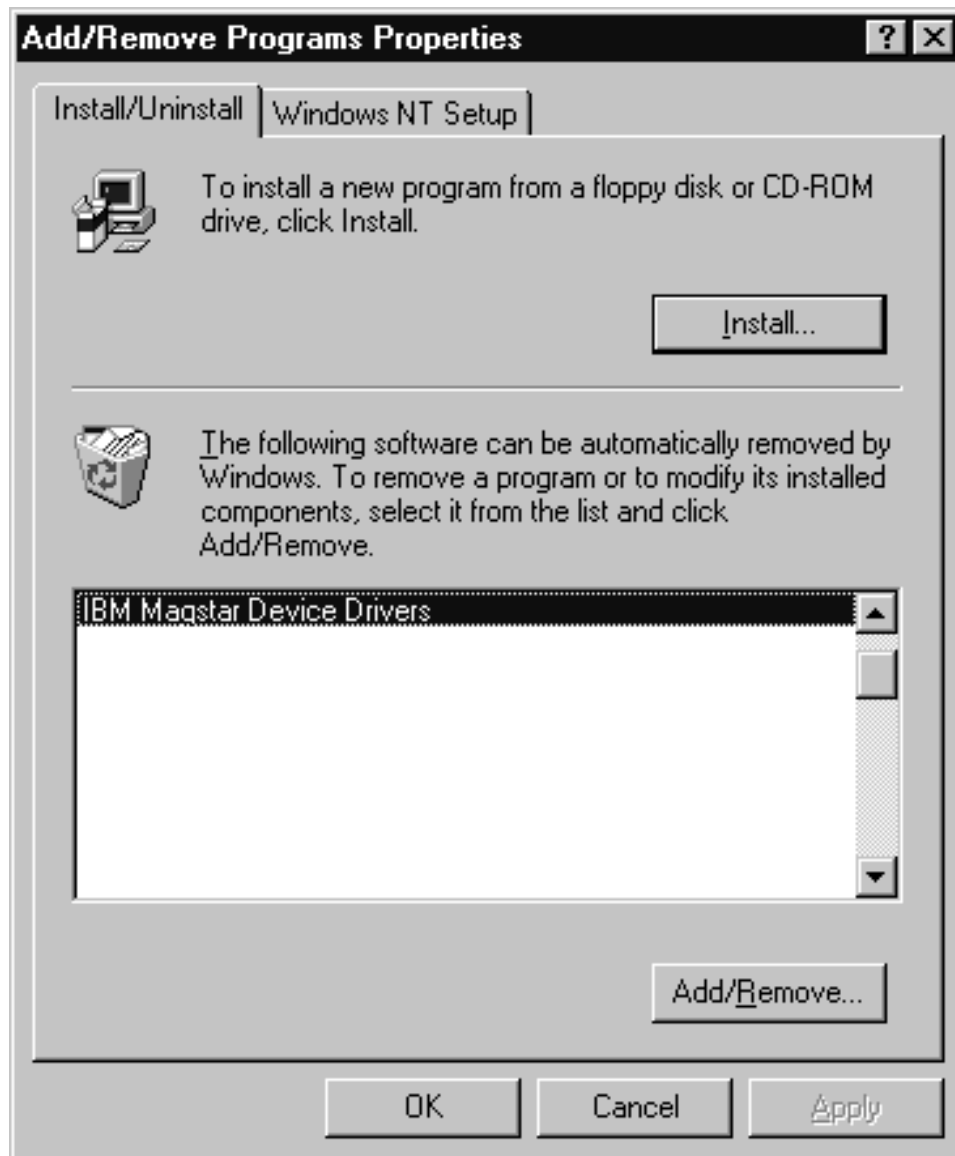 Add/Remove Programs Properties
Install/Uninstall
Windows NT Setup
To install a new program from a floppy disk or CD-ROM
drive, click Install.
Install...
The following software can be automatically removed by
Windows. To remove a program or to modify its installed
components, select it from the list and click
Add/Remove.
IBM Magstar Device Drivers
Add/Remove...
OK
Cancel
Apply